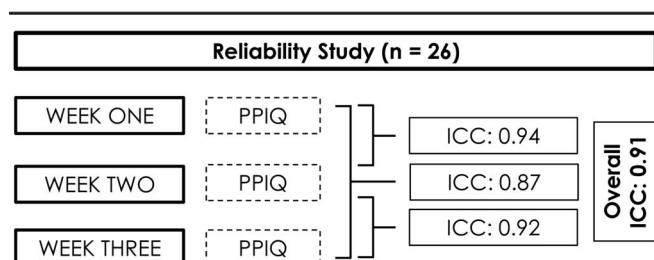 Reliability Study (n = 26)
WEEK ONE PPIQ
ICC: 0.94
WEEK TWO PPIQ ICC: 0.87
ICC: 0.92
WEEK THREE PPIQ
Overall
ICC: 0.91